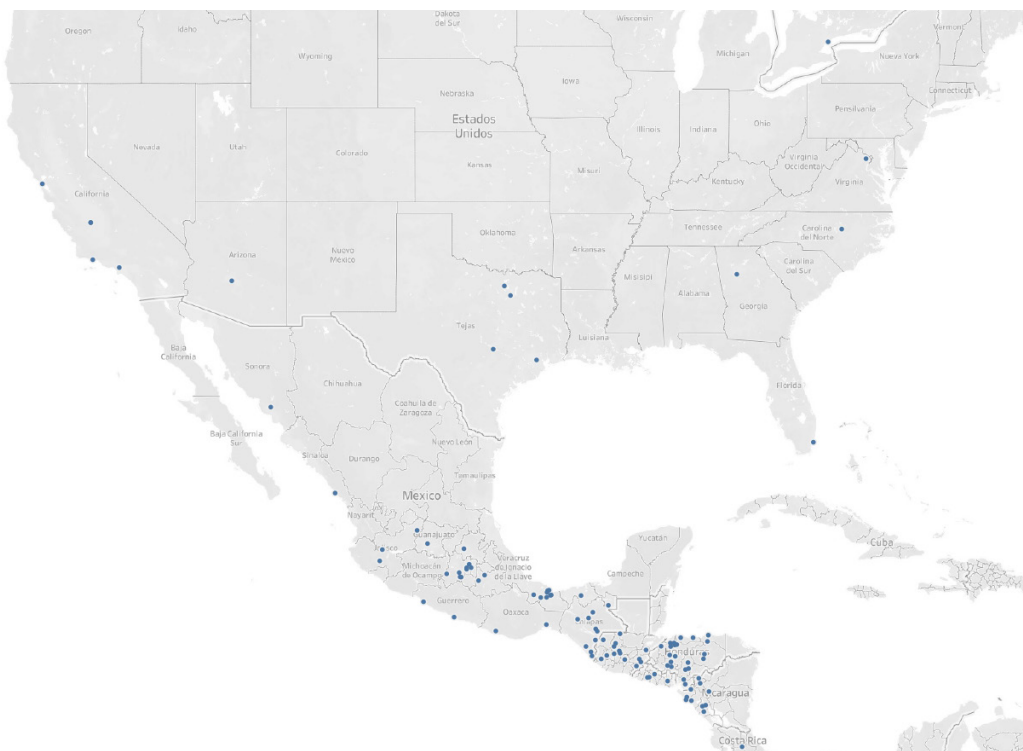 Dakota
del Sur
Wisconsin
Vermont
Oregon
Idaho
Wyoming
Michigan
Nueva York
Iowa
Connecticut
Nebraska
Pensilvania
Estados
Unidos
Illinois
Indiana
Ohio
Nevada
Utah
Colorado
Kansas
Misuri
Virginia
Occidental
Virginia
Kentucky
California
Oklahoma
Tennessee
Carolina
del Norte
Arizona
Nuevo
Mexico
Arkansas
Carolina
del Sur
Misisipi
Alabama
Georgia
Tejas
Luisiana
Baja
California
Sonora
Chihuahua
Florida
Coahuila de
Zaragoza
Baja California
Sur
Nuevo León
Sinaloa
Durango
Tamaulipas
Mexico
Nayarit
Guanajuato
Yucatán
Cuba
Jalisco
Veracruz
de Ignacio
de la Llave
Michoacán
de Ocampo
Campeche
Guerrero
Oaxaca
Chiapas
Honduras
Nicaragua
Costa Rica